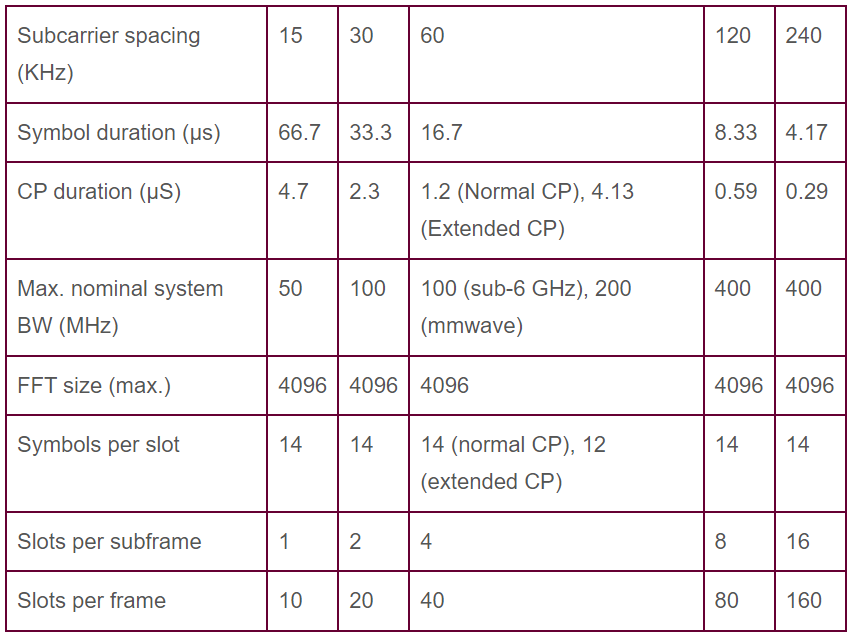 Subcarrier spacing (KHz) 15 30 60 120 240
Symbol duration (µs) 66.7 33.3 16.7 8.33 4.17
CP duration (µS) 4.7 2.3 1.2 (Normal CP), 4.13 (Extended CP) 0.59 0.29
Max. nominal system BW (MHz) 50 100 100 (sub-6 GHz), 200 (mmwave) 400 400
FFT size (max.) 4096 4096 4096 4096 4096
Symbols per slot 14 14 14 (normal CP), 12 (extended CP) 14 14
Slots per subframe 1 2 4 8 16
Slots per frame 10 20 40 80 160